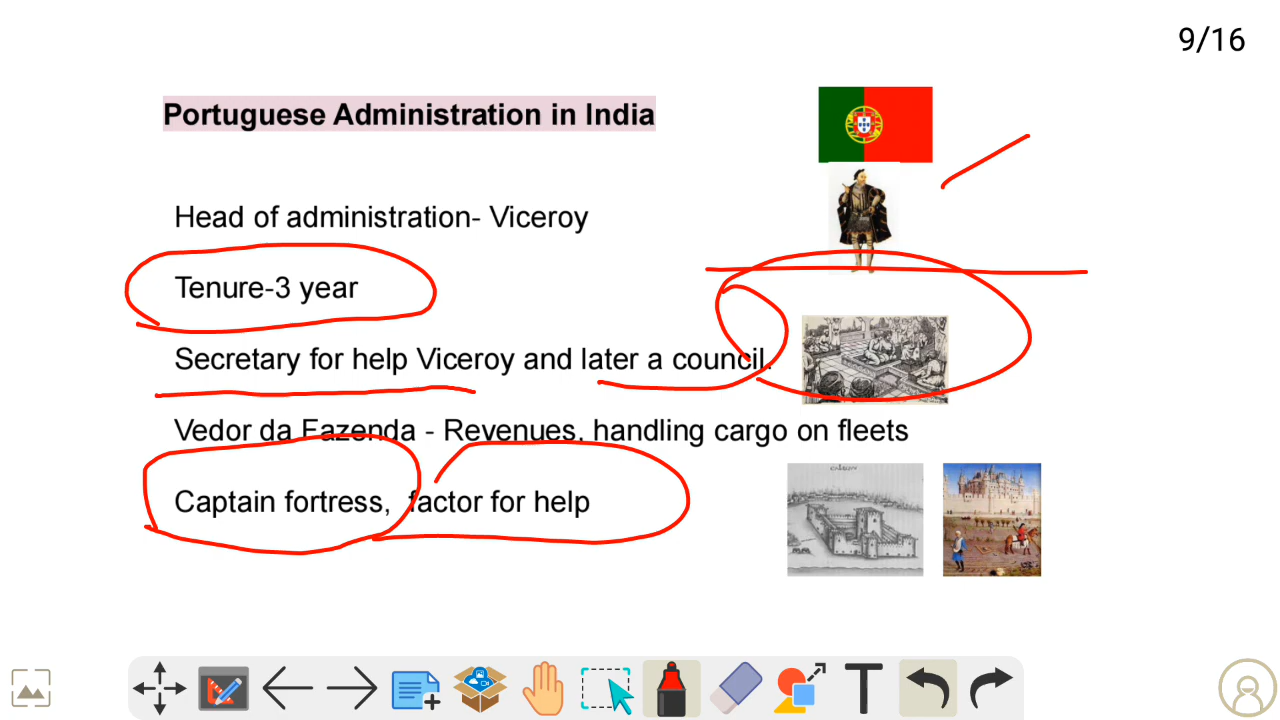 9/16
Portuguese Administration in India
Head of administration- Viceroy
Tenure-3 year
Secretary for help Viceroy and later a council.
Vedor da Fazenda - Revenues, handling cargo on fleets
Captain fortress, factor for help